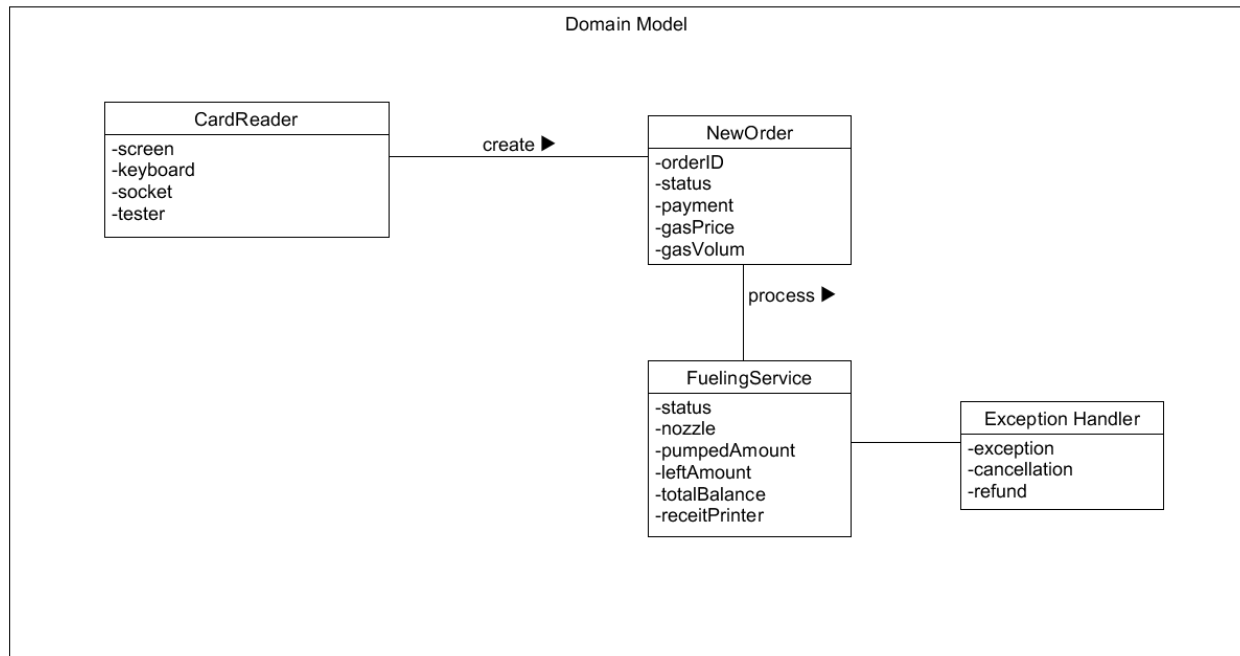 Domain Model
CardReader
-screen
-keyboard
-socket
-tester
create ▶
NewOrder
-orderID
-status
-payment
-gasPrice
-gasVolum
process ▶
FuelingService
-status
-nozzle
-pumpedAmount
-leftAmount
-totalBalance
-receitPrinter
Exception Handler
-exception
-cancellation
-refund